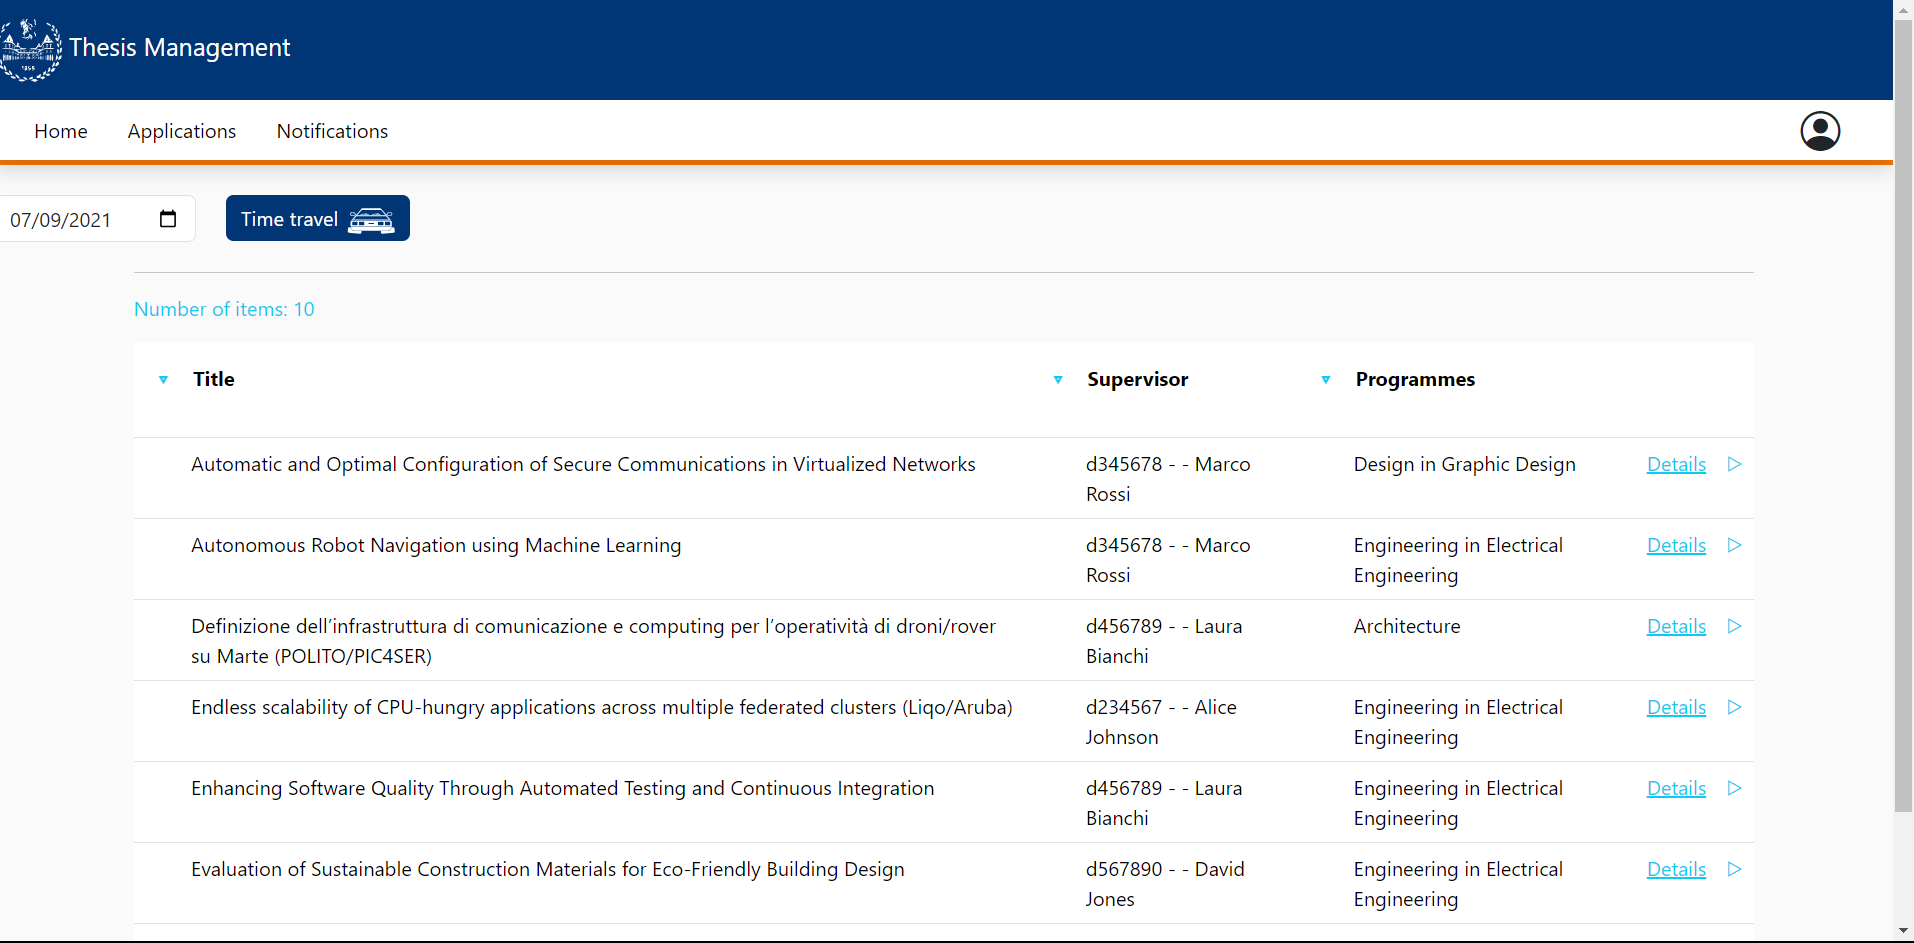 1859
Thesis Management
Home Applications Notifications
07/09/2021 Time travel
Number of items: 10
Title Supervisor Programmes
Automatic and Optimal Configuration of Secure Communications in Virtualized Networks d345678 - - Marco Design in Graphic Design Details
Rossi
Autonomous Robot Navigation using Machine Learning d345678 - - Marco Engineering in Electrical Details
Rossi Engineering
Definizione dell’infrastruttura di comunicazione e computing per l’operatività di droni/rover d456789 - - Laura Architecture Details
su Marte (POLITO/PIC4SER) Bianchi
Endless scalability of CPU-hungry applications across multiple federated clusters (Liqo/Aruba) d234567 - - Alice Engineering in Electrical Details
Johnson Engineering
Enhancing Software Quality Through Automated Testing and Continuous Integration d456789 - - Laura Engineering in Electrical Details
Bianchi Engineering
Evaluation of Sustainable Construction Materials for Eco-Friendly Building Design d567890 - - David Engineering in Electrical Details
Jones Engineering